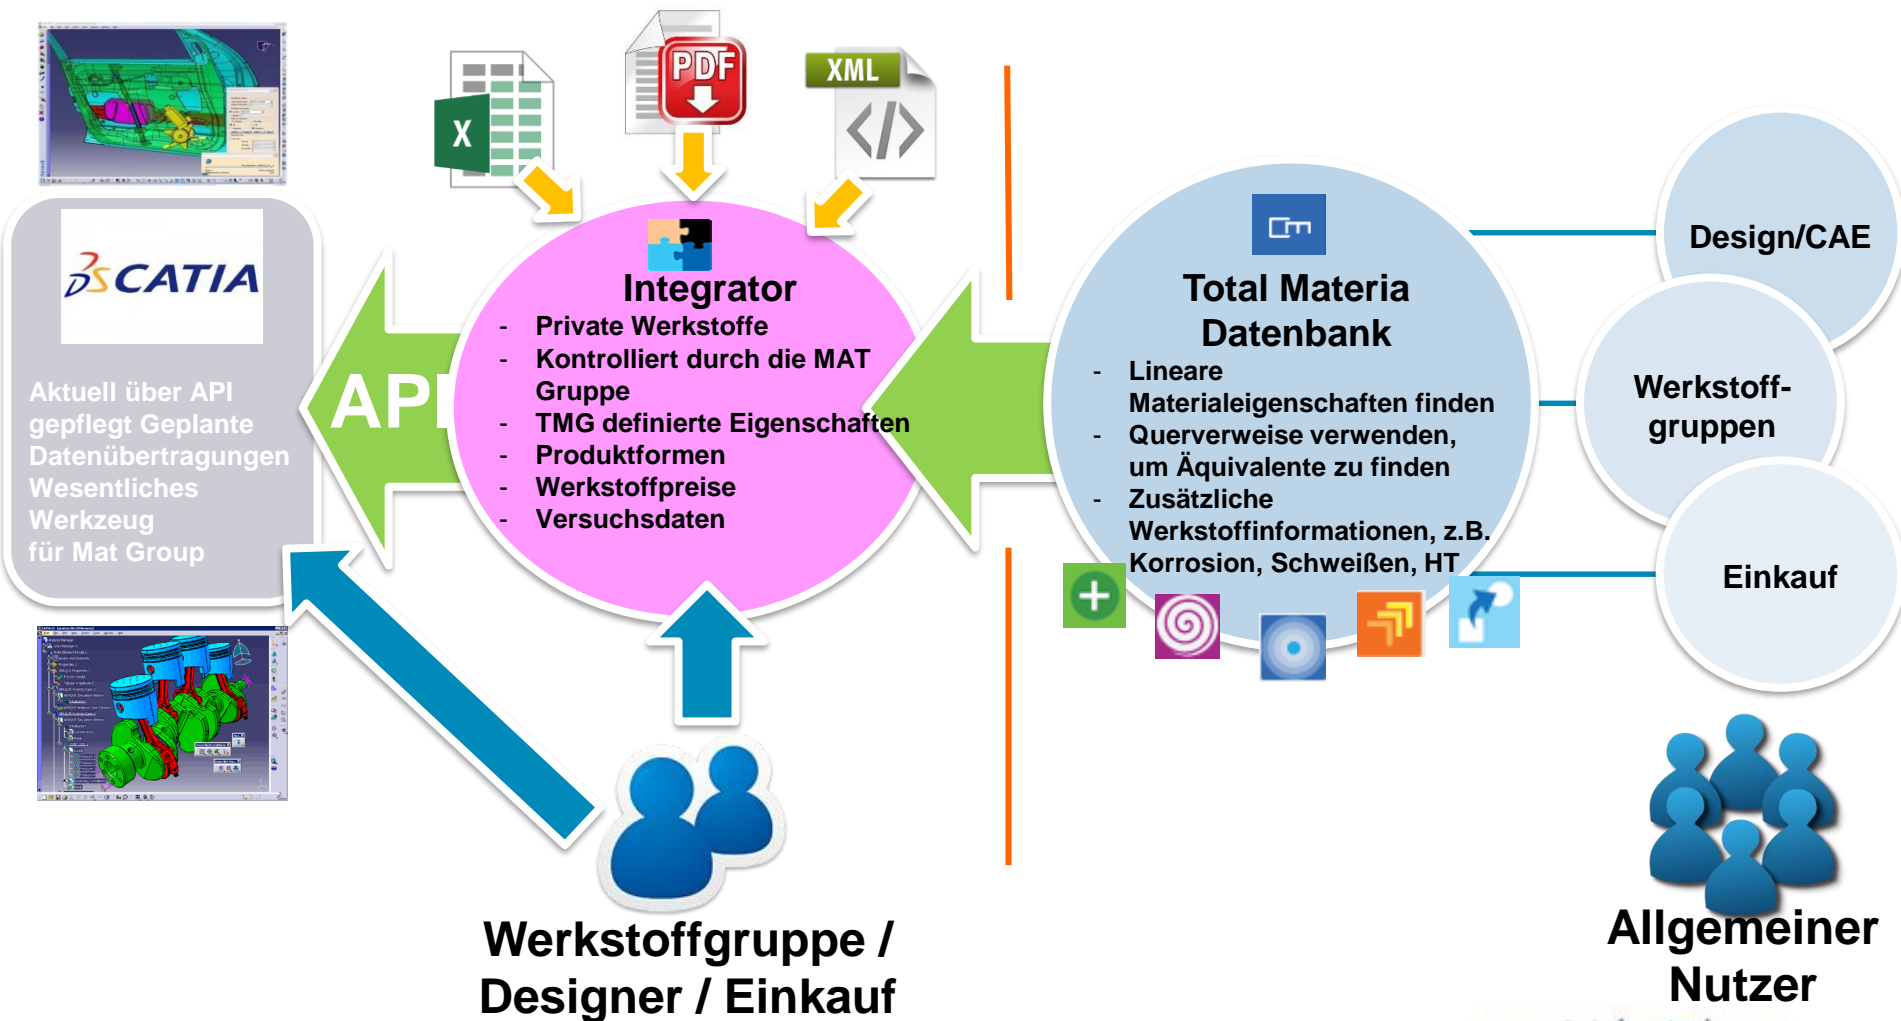 X
PDF
XML
</>
CATIA
Aktuell über API
gepflegt Geplante
Datenübertragungen
Wesentliches
Werkzeug
für Mat Group
API
Integrator
- Private Werkstoffe
- Kontrolliert durch die MAT
Gruppe
- TMG definierte Eigenschaften
- Produktformen
- Werkstoffpreise
- Versuchsdaten
Total Materia
Datenbank
- Lineare
Materialeigenschaften finden
- Querverweise verwenden,
um Äquivalente zu finden
- Zusätzliche
Werkstoffinformationen, z.B.
Korrosion, Schweißen, HT
Design/CAE
Werkstoff-
gruppen
Einkauf
Werkstoffgruppe /
Designer / Einkauf
Allgemeiner
Nutzer